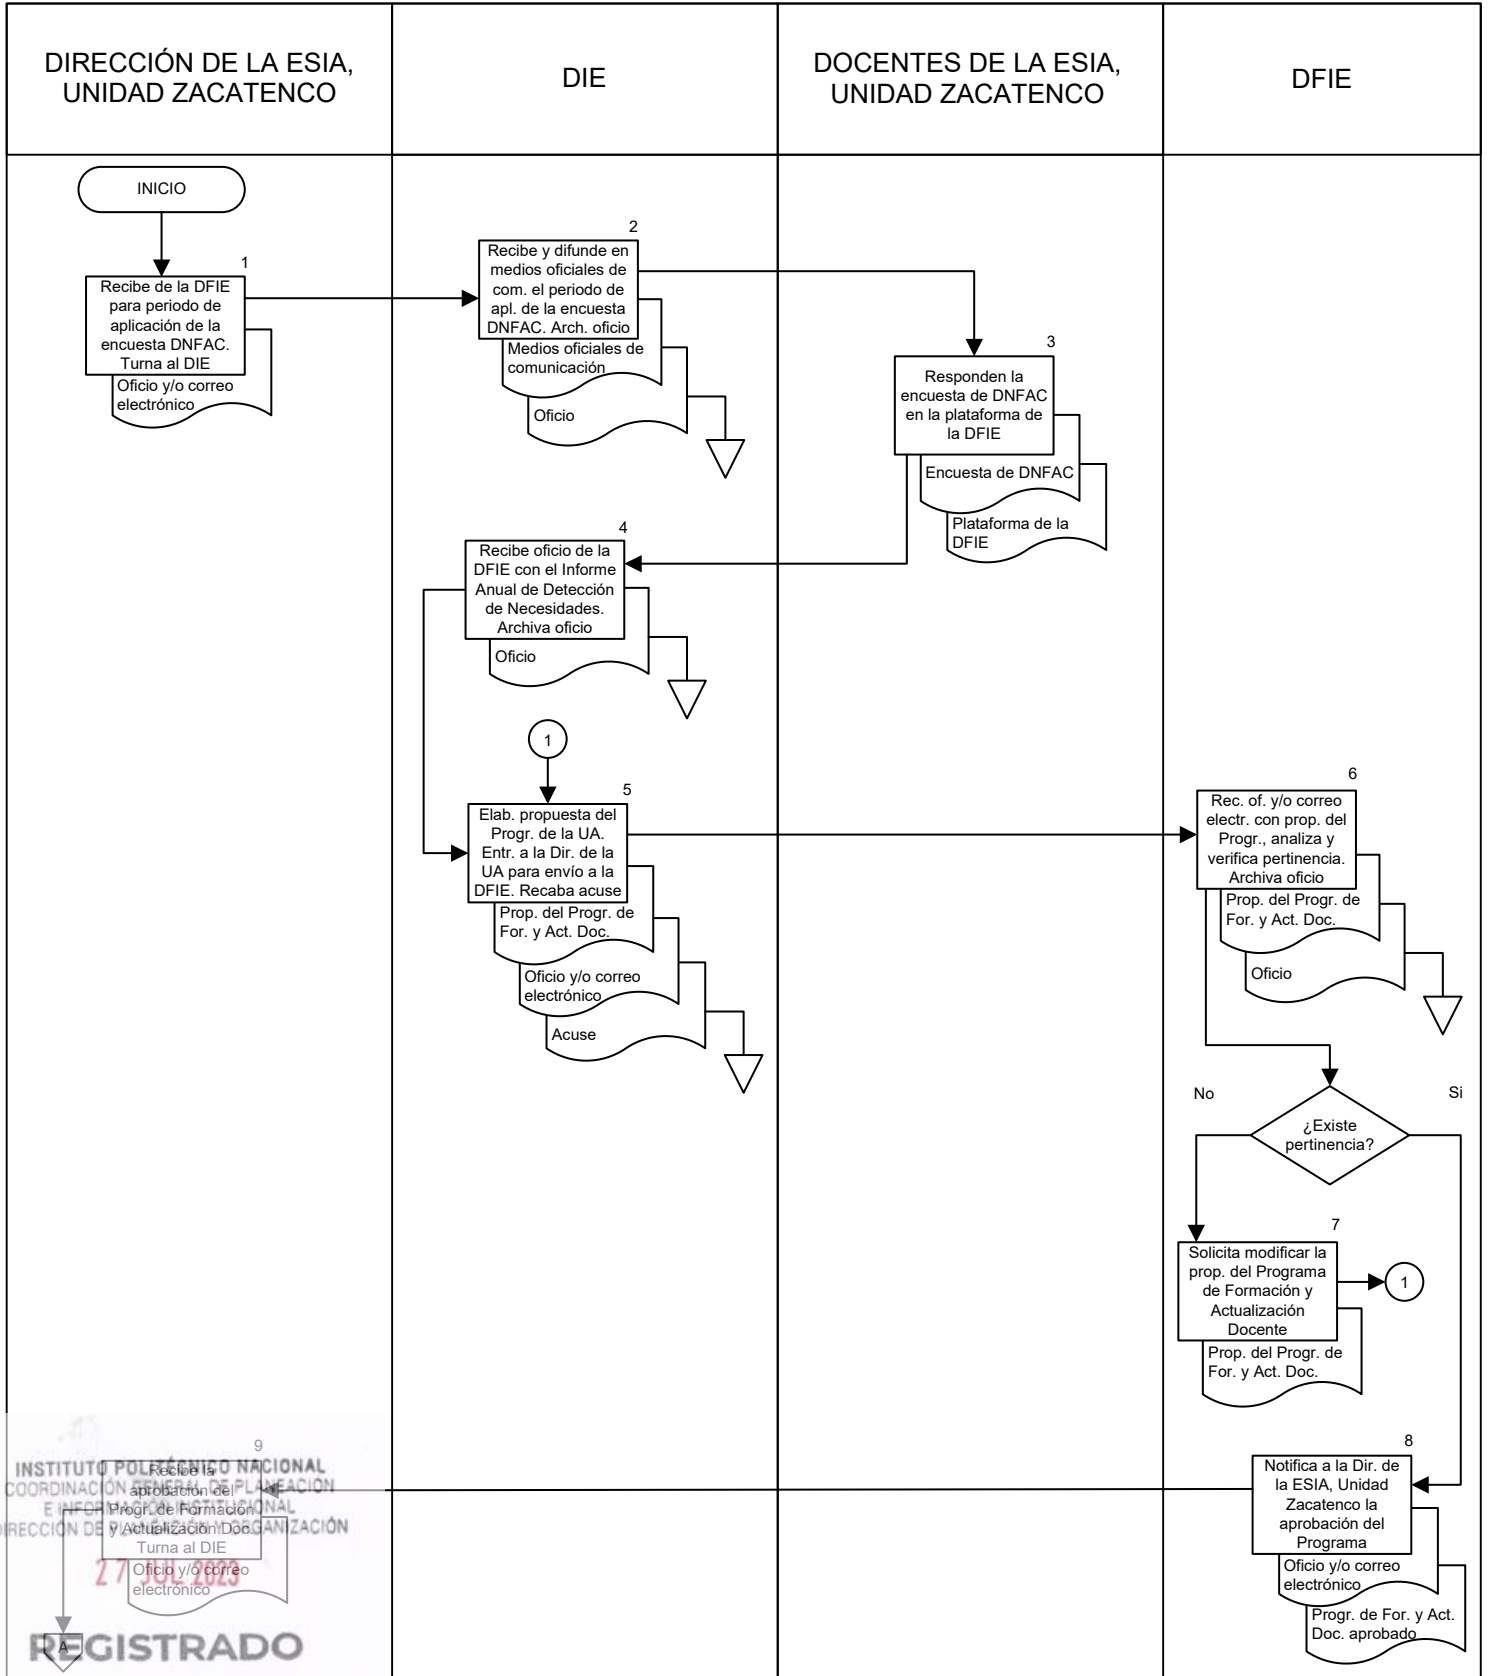 DIRECCIÓN DE LA ESIA,
UNIDAD ZACATENCO
DIE
DOCENTES DE LA ESIA,
UNIDAD ZACATENCO
DFIE
INICIO
1
Recibe de la DFIE
para periodo de
aplicación de la
encuesta DNFAC.
Turna al DIE
Oficio y/o correo
electrónico
2
Recibe y difunde en
medios oficiales de
com. el periodo de
apl. de la encuesta
DNFAC. Arch. oficio
Medios oficiales de
comunicación
Oficio
3
Responden la
encuesta de DNFAC
en la plataforma de
la DFIE
Encuesta de DNFAC
Plataforma de la
DFIE
4
Recibe oficio de la
DFIE con el Informe
Anual de Detección
de Necesidades.
Archiva oficio
Oficio
1
5
Elab. propuesta del
Progr. de la UA.
Entr. a la Dir. de la
UA para envío a la
DFIE. Recaba acuse
Prop. del Progr. de
For. y Act. Doc.
Oficio y/o correo
electrónico
Acuse
6
Rec. of. y/o correo
electr. con prop. del
Progr., analiza y
verifica pertinencia.
Archiva oficio
Prop. del Progr. de
For. y Act. Doc.
Oficio
No
Si
¿Existe
pertinencia?
7
Solicita modificar la
prop. del Programa
de Formación y
Actualización
Docente
1
Prop. del Progr. de
For. y Act. Doc.
8
Notifica a la Dir. de
la ESIA, Unidad
Zacatenco la
aprobación del
Programa
Oficio y/o correo
electrónico
Progr. de For. y Act.
Doc. aprobado
9
Recibe la
aprobación del
Progr. de Formación
y Actualización Doc.
Turna al DIE
Oficio y/o correo
electrónico
A
INSTITUTO POLITÉCNICO NACIONAL
COORDINACIÓN GENERAL DE PLANEACIÓN
E INFORMACIÓN INSTITUCIONAL
DIRECCIÓN DE PLANEACIÓN Y ORGANIZACIÓN
27 JUL 2023
REGISTRADO